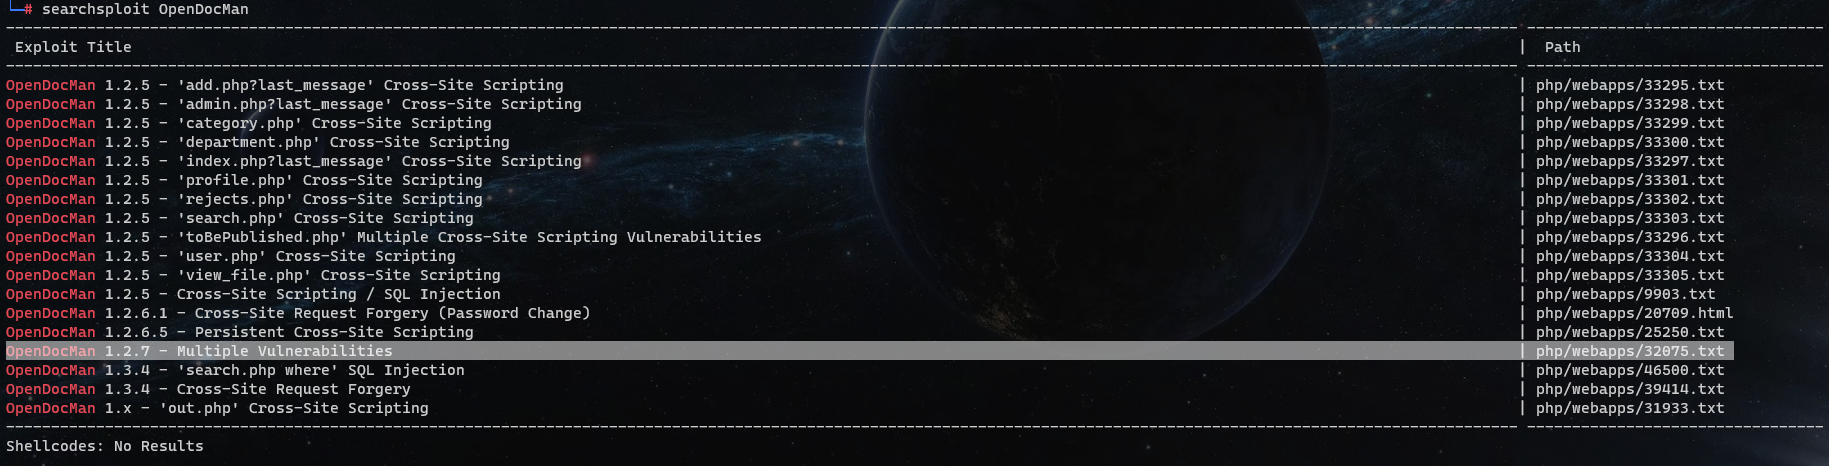 └─# searchsploit OpenDocMan
Exploit Title | Path
OpenDocMan 1.2.5 - 'add.php?last_message' Cross-Site Scripting | php/webapps/33295.txt
OpenDocMan 1.2.5 - 'admin.php?last_message' Cross-Site Scripting | php/webapps/33298.txt
OpenDocMan 1.2.5 - 'category.php' Cross-Site Scripting | php/webapps/33299.txt
OpenDocMan 1.2.5 - 'department.php' Cross-Site Scripting | php/webapps/33300.txt
OpenDocMan 1.2.5 - 'index.php?last_message' Cross-Site Scripting | php/webapps/33297.txt
OpenDocMan 1.2.5 - 'profile.php' Cross-Site Scripting | php/webapps/33301.txt
OpenDocMan 1.2.5 - 'rejects.php' Cross-Site Scripting | php/webapps/33302.txt
OpenDocMan 1.2.5 - 'search.php' Cross-Site Scripting | php/webapps/33303.txt
OpenDocMan 1.2.5 - 'toBePublished.php' Multiple Cross-Site Scripting Vulnerabilities | php/webapps/33296.txt
OpenDocMan 1.2.5 - 'user.php' Cross-Site Scripting | php/webapps/33304.txt
OpenDocMan 1.2.5 - 'view_file.php' Cross-Site Scripting | php/webapps/33305.txt
OpenDocMan 1.2.5 - Cross-Site Scripting / SQL Injection | php/webapps/9903.txt
OpenDocMan 1.2.6.1 - Cross-Site Request Forgery (Password Change) | php/webapps/20709.html
OpenDocMan 1.2.6.5 - Persistent Cross-Site Scripting | php/webapps/25250.txt
OpenDocMan 1.2.7 - Multiple Vulnerabilities | php/webapps/32075.txt
OpenDocMan 1.3.4 - 'search.php where' SQL Injection | php/webapps/46500.txt
OpenDocMan 1.3.4 - Cross-Site Request Forgery | php/webapps/39414.txt
OpenDocMan 1.x - 'out.php' Cross-Site Scripting | php/webapps/31933.txt
Shellcodes: No Results